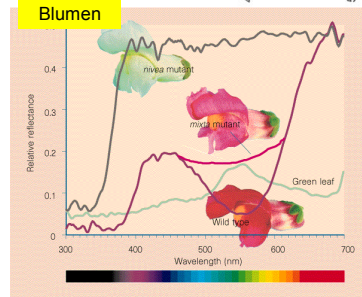 Blumen
0.4
0.3
0.2
0.1
0
Relative reflectance
nivea mutant
mixta mutant
Green leaf
Wild type
300 400 500 600 700
Wavelength (nm)